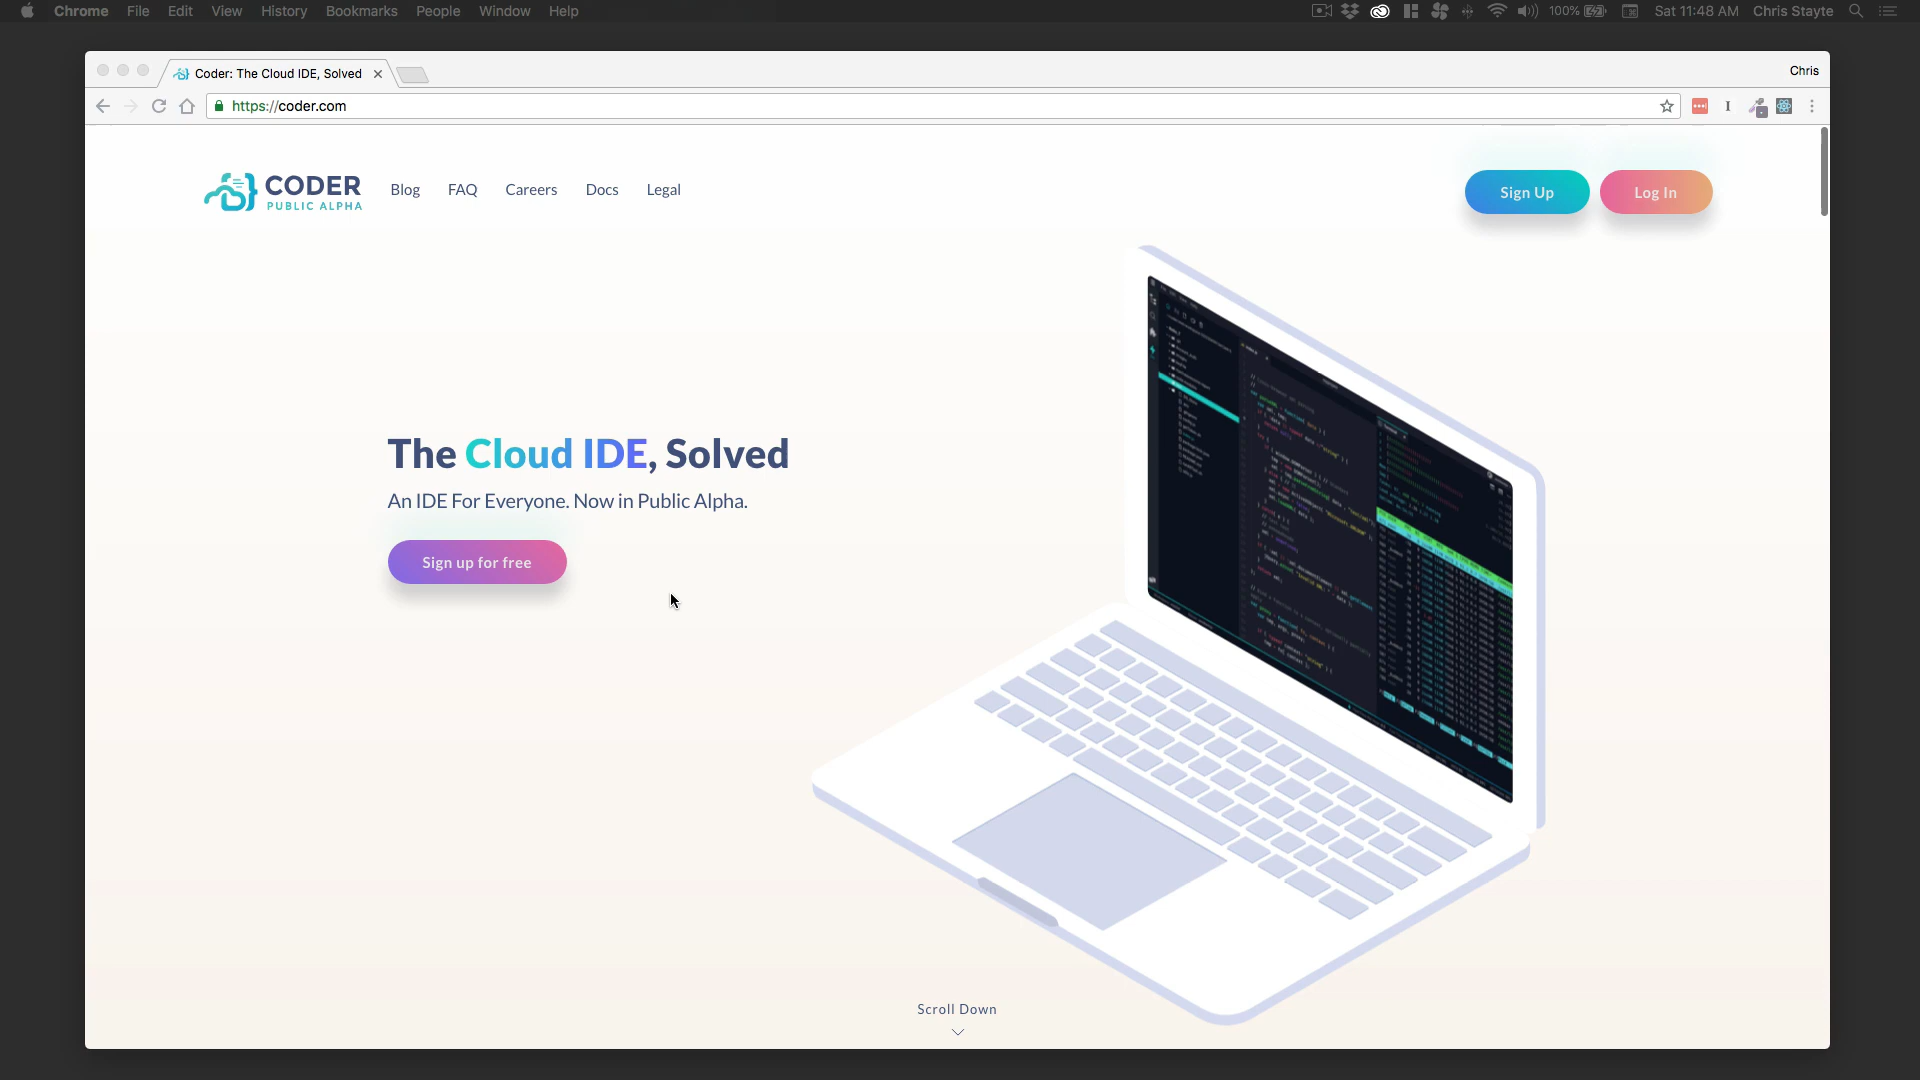 Chrome File Edit View History Bookmarks People Window Help 100% Sat 11:48 AM Chris Stayte
Coder: The Cloud IDE, Solved Chris
https://coder.com
CODER
PUBLIC ALPHA
Blog FAQ Careers Docs Legal Sign Up Log In
The Cloud IDE, Solved
An IDE For Everyone. Now in Public Alpha.
Sign up for free
Scroll Down